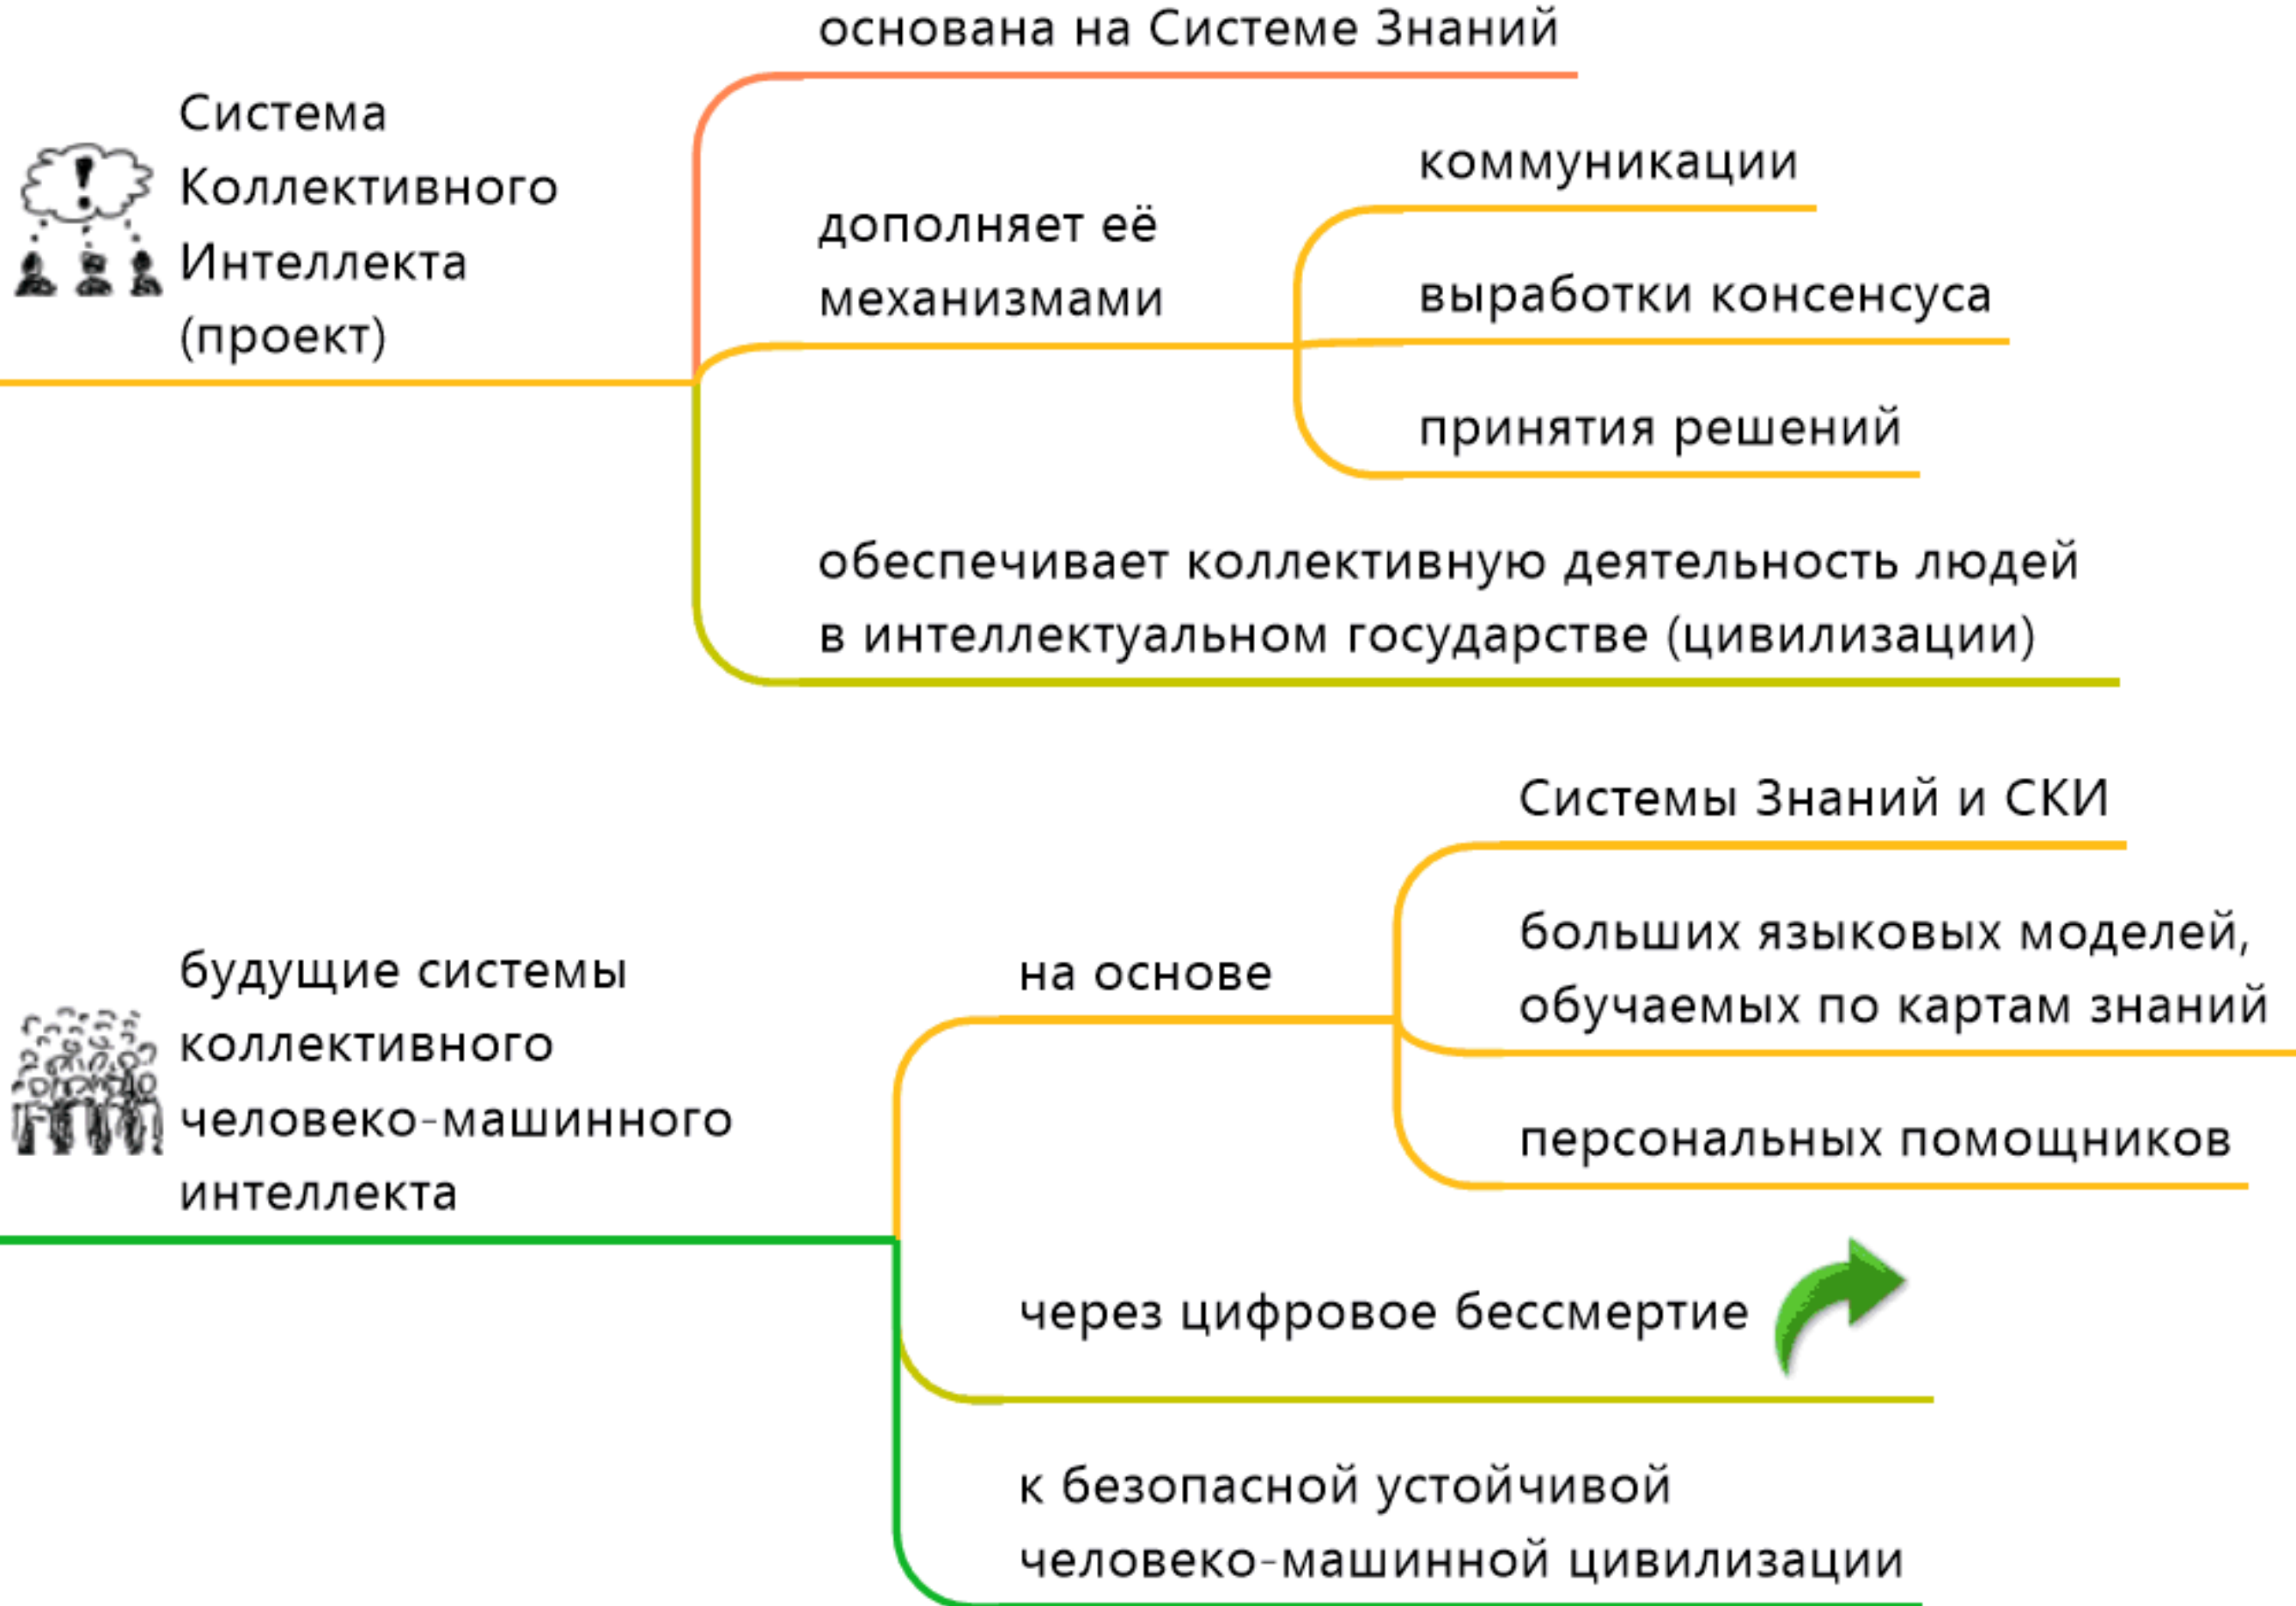 Система
Коллективного
Интеллекта
(проект)
основана на Системе Знаний
дополняет её
механизмами
коммуникации
выработки консенсуса
принятия решений
обеспечивает коллективную деятельность людей
в интеллектуальном государстве (цивилизации)
будущие системы
коллективного
человеко-машинного
интеллекта
на основе
Системы Знаний и СКИ
больших языковых моделей,
обучаемых по картам знаний
персональных помощников
через цифровое бессмертие
к безопасной устойчивой
человеко-машинной цивилизации